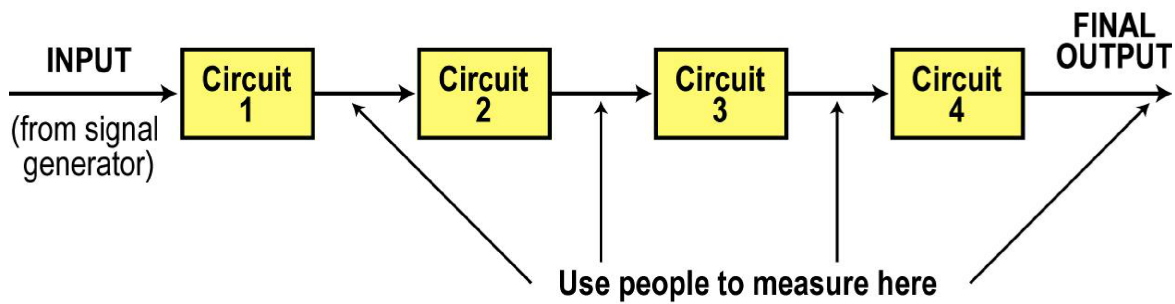 INPUT
(from signal
generator)
Circuit
1
Circuit
2
Circuit
3
Circuit
4
FINAL
OUTPUT
Use people to measure here